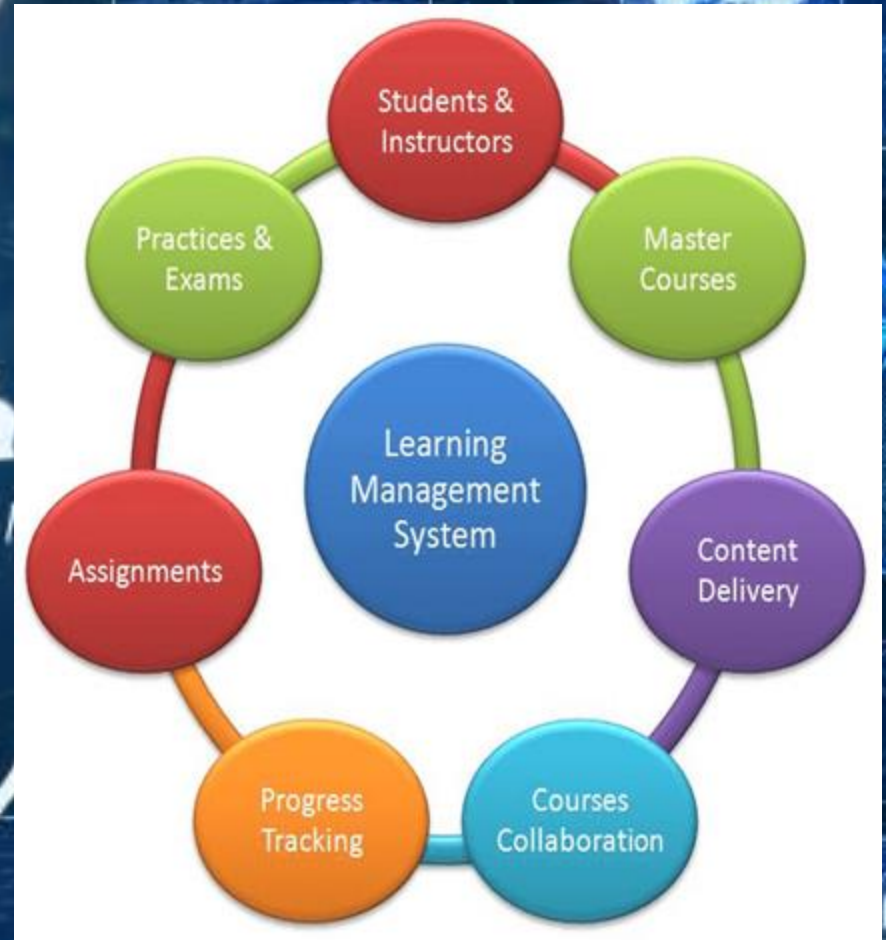 Students &
Instructors
Master
Courses
Content
Delivery
Courses
Collaboration
Progress
Tracking
Assignments
Practices &
Exams
Learning
Management
System